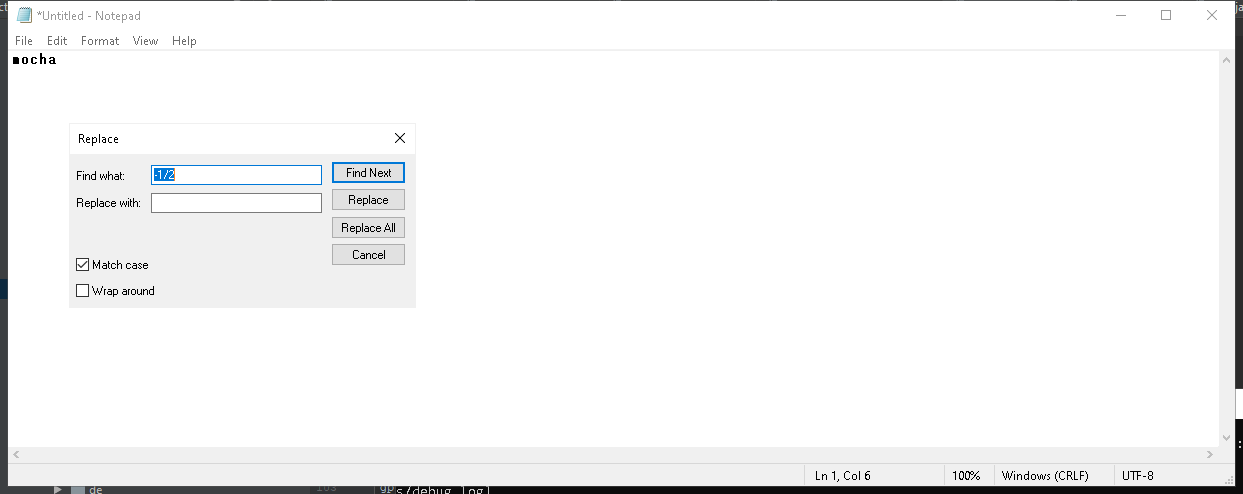 *Untitled - Notepad
File Edit Format View Help
mocha
Replace
Find what: -1/2 Find Next
Replace with: Replace
Replace All
Cancel
Match case
Wrap around
Ln 1, Col 6 100% Windows (CRLF) UTF-8
de